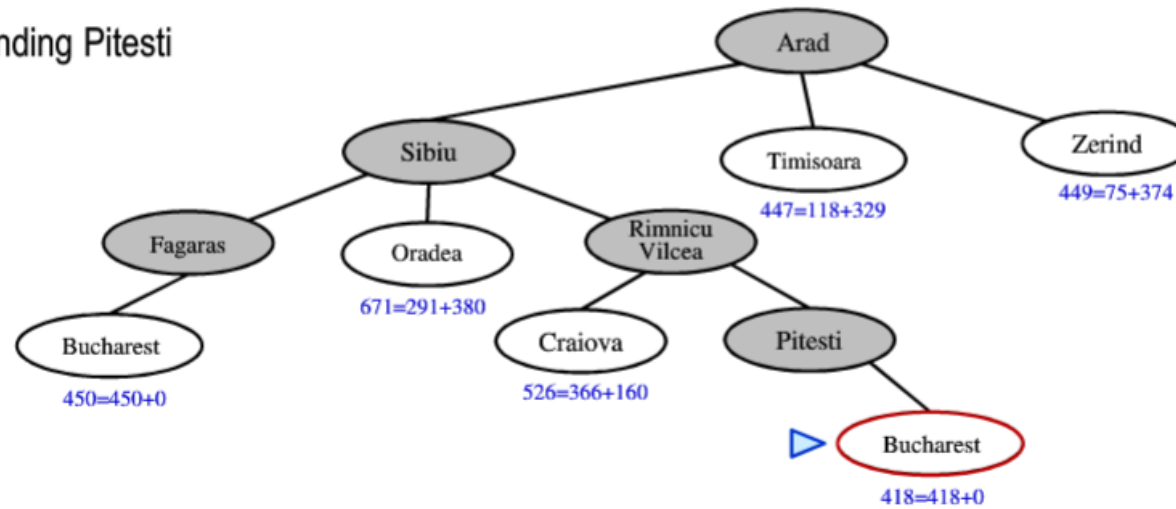 nding Pitesti
Arad
Sibiu
Timisoara
447=118+329
Zerind
449=75+374
Fagaras
Oradea
671=291+380
Rimnicu
Vilcea
Bucharest
450=450+0
Craiova
526=366+160
Pitesti
Bucharest
418=418+0